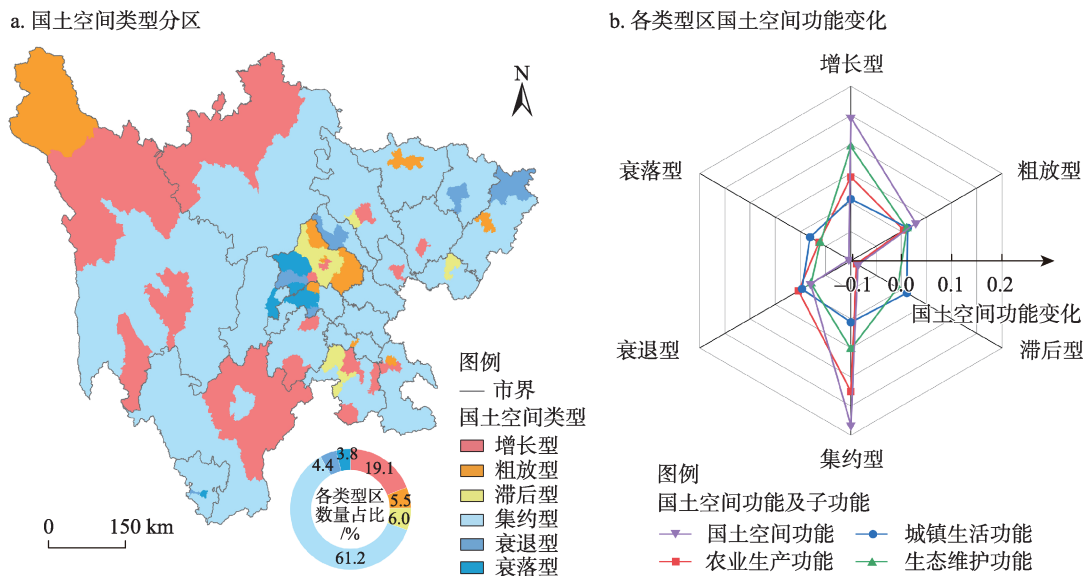 a. 国土空间类型分区
N
图例
市界
国土空间类型
增长型
粗放型
滞后型
集约型
衰退型
衰落型
0 150 km
3.8
4.4
19.1
各类型区
数量占比
/%
5.5
6.0
61.2
b. 各类型区国土空间功能变化
增长型
衰落型
粗放型
−0.1 0.0 0.1 0.2
国土空间功能变化
衰退型
滞后型
集约型
图例
国土空间功能及子功能
国土空间功能
城镇生活功能
农业生产功能
生态维护功能